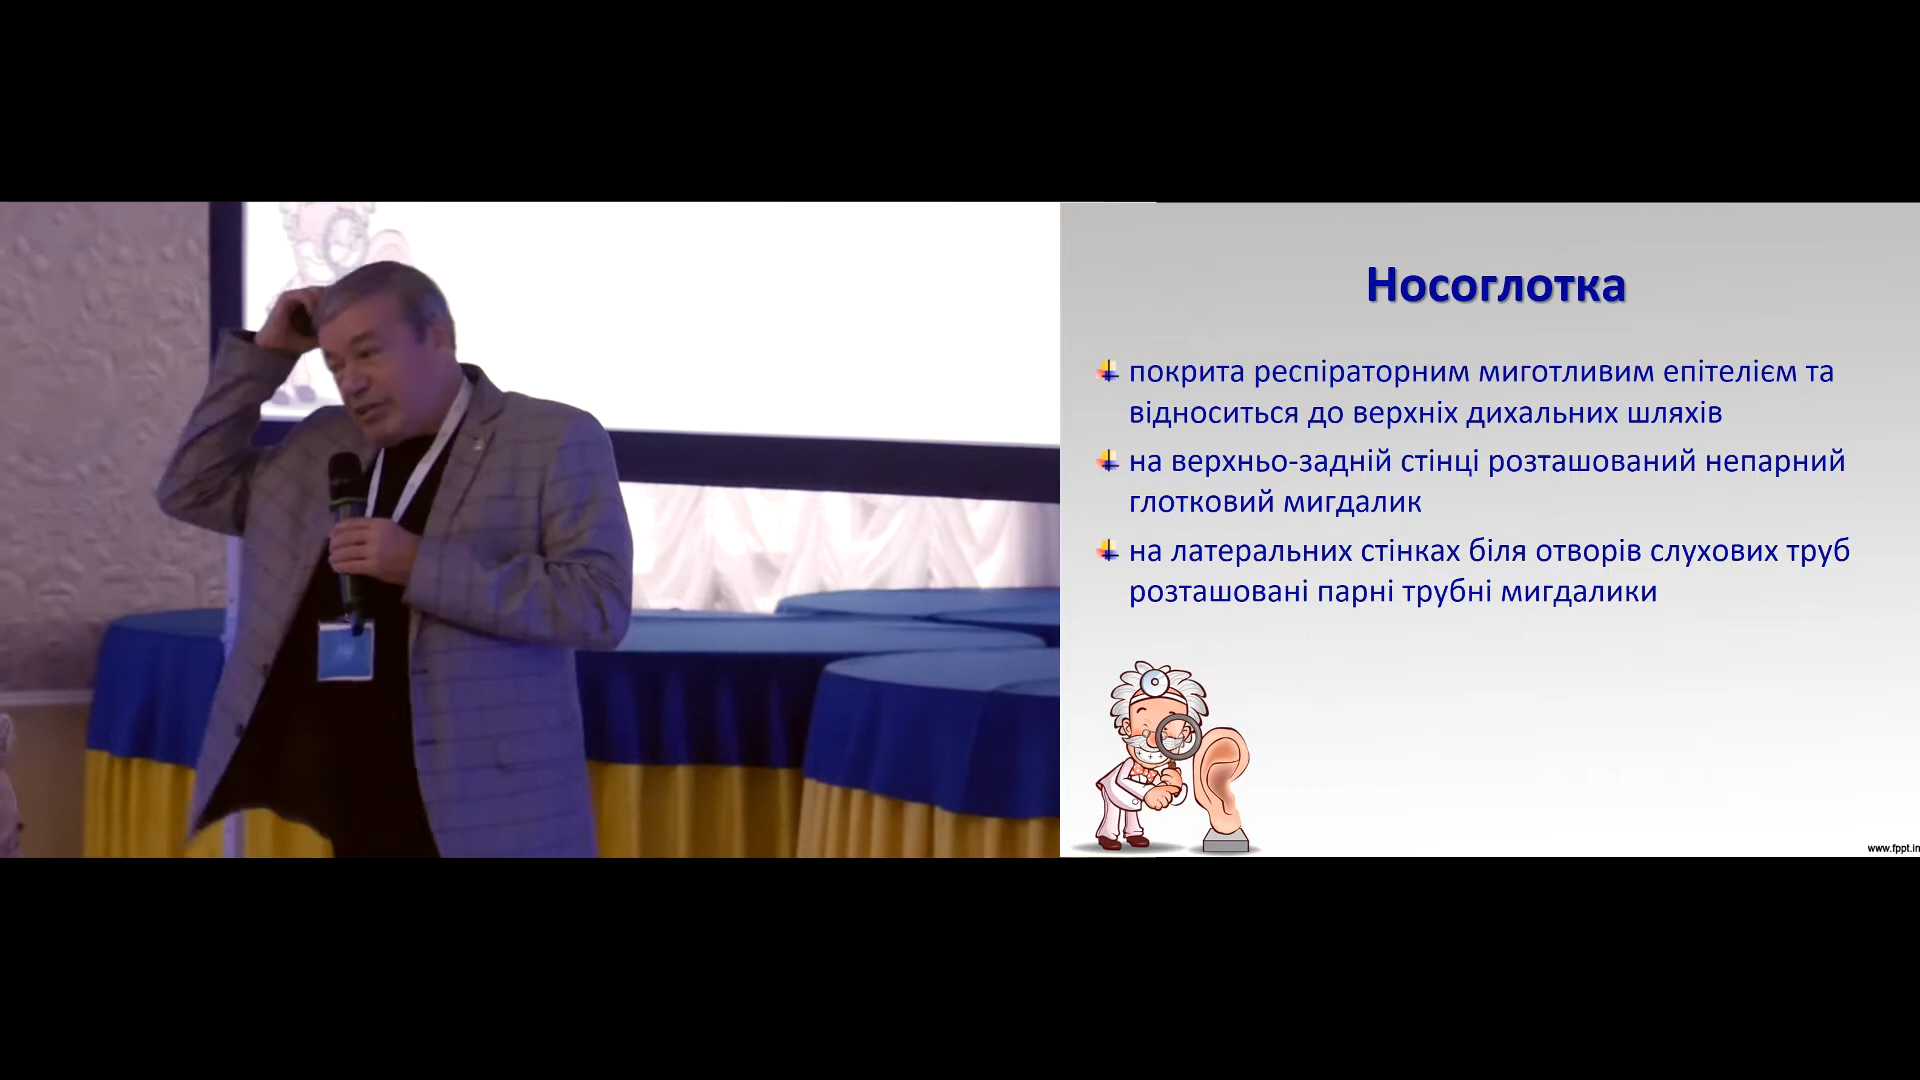 Носоглотка
покрита респіраторним миготливим епітелієм та
відноситься до верхніх дихальних шляхів
на верхньо-задній стінці розташований непарний
глотковий мигдалик
на латеральних стінках біля отворів слухових труб
розташовані парні трубні мигдалики
www.fppt.in